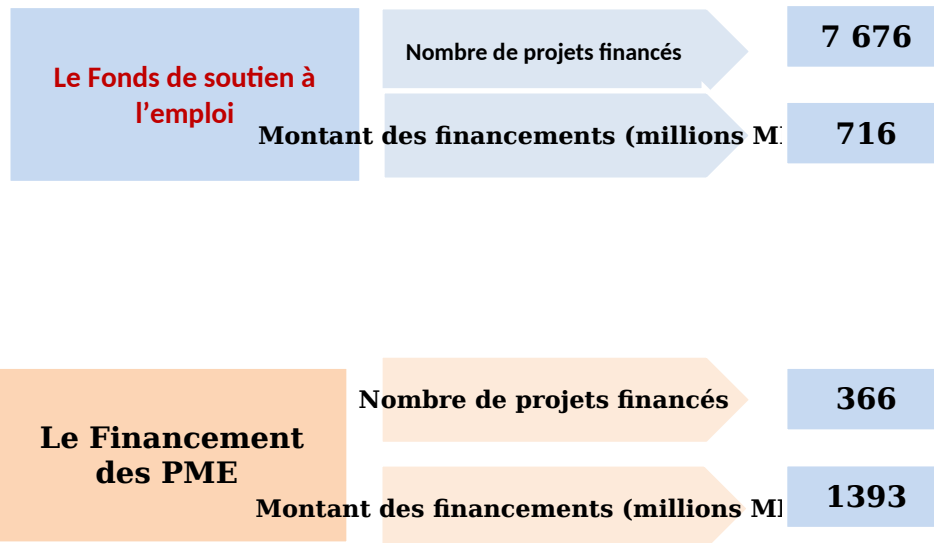 Le Fonds de soutien à
l’emploi
Nombre de projets financés
7 676
Montant des financements (millions
716
Le Financement
des PME
Nombre de projets financés
366
Montant des financements (millions
1393